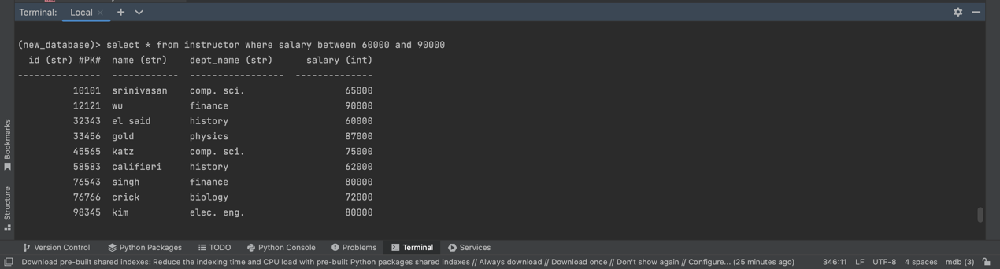 Terminal: Local × + ∨
(new_database)> select * from instructor where salary between 60000 and 90000
id (str) #PK# name (str) dept_name (str) salary (int)
--------------- ------------ ----------------- --------------
10101 srinivasan comp. sci. 65000
12121 wu finance 90000
32343 el said history 60000
33456 gold physics 87000
45565 katz comp. sci. 75000
58583 califieri history 62000
76543 singh finance 80000
76766 crick biology 72000
98345 kim elec. eng. 80000
Bookmarks
Structure
Version Control Python Packages TODO Python Console Problems Terminal Services
Download pre-built shared indexes: Reduce the indexing time and CPU load with pre-built Python packages shared indexes // Always download // Download once // Don't show again // Configure... (25 minutes ago) 346:11 LF UTF-8 4 spaces mdb (3)